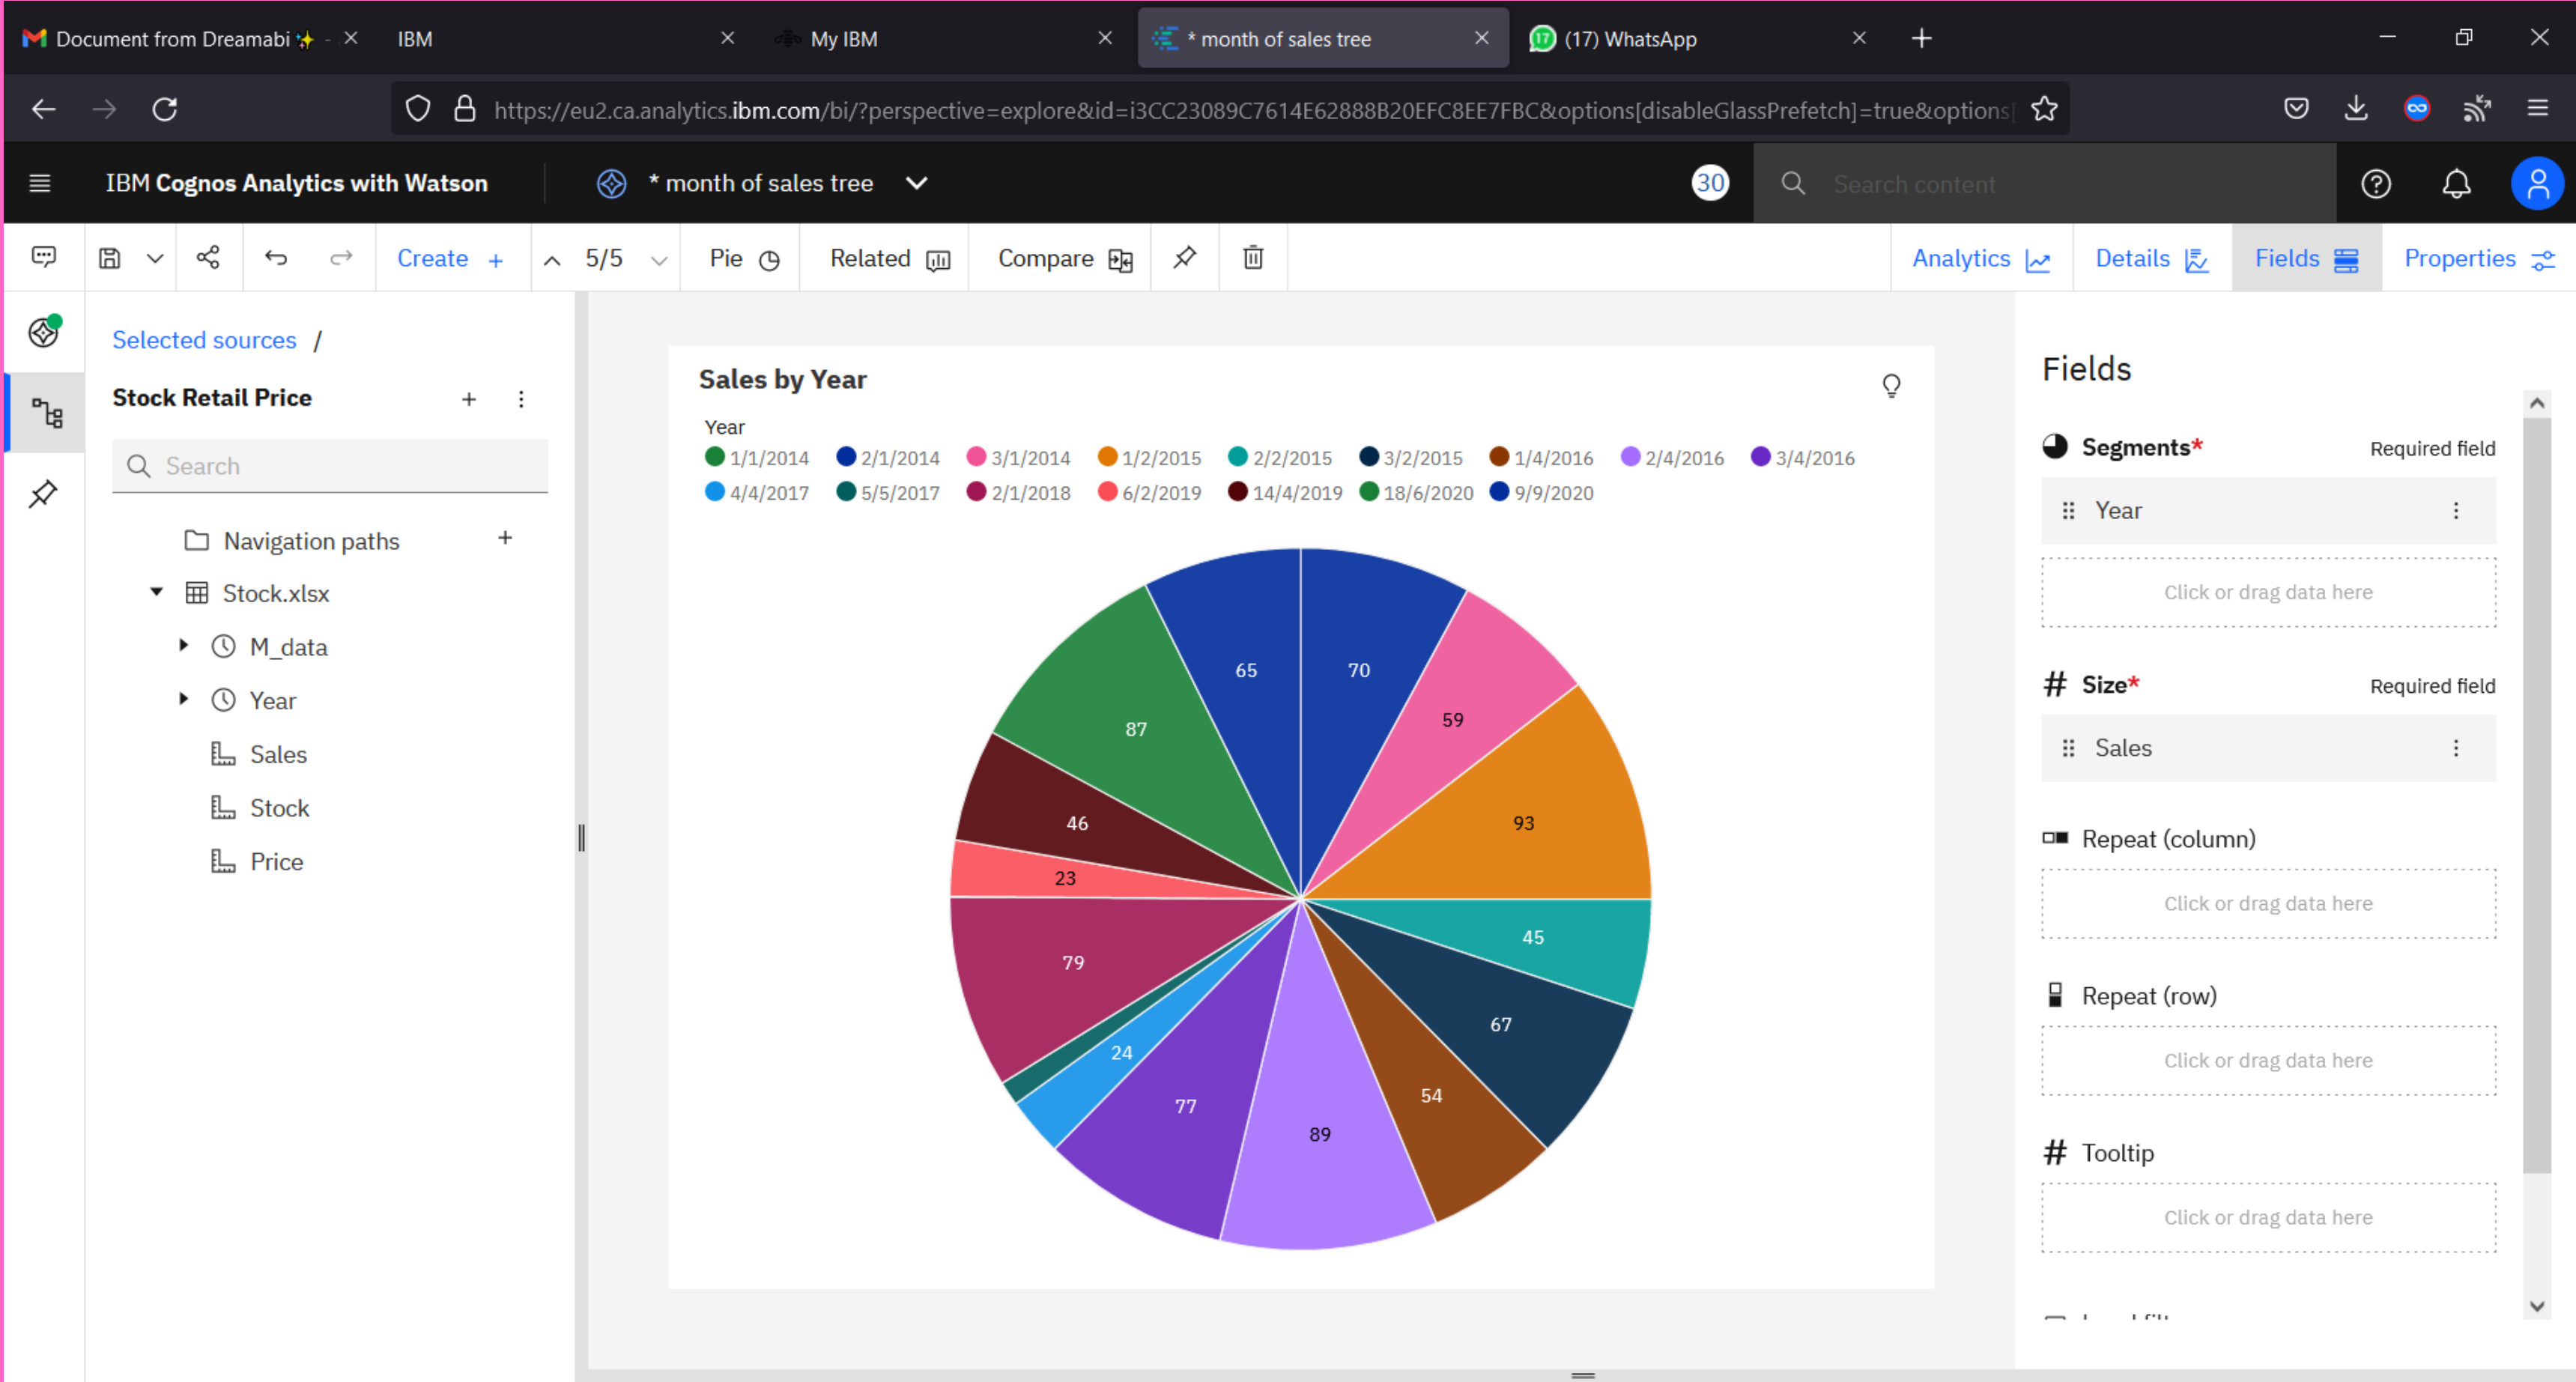 Document from Dreamabi ✨ -
IBM
My IBM
* month of sales tree
17
(17) WhatsApp
https://eu2.ca.analytics.ibm.com/bi/?perspective=explore&id=i3CC23089C7614E62888B20EFC8EE7FBC&options[disableGlassPrefetch]=true&options[
IBM Cognos Analytics with Watson
* month of sales tree
30
Search content
Create +
5/5
Pie
Related
Compare
Analytics
Details
Fields
Properties
Selected sources /
Stock Retail Price
Search
Navigation paths
Stock.xlsx
M_data
Year
Sales
Stock
Price
Sales by Year
Year
1/1/2014 2/1/2014 3/1/2014 1/2/2015 2/2/2015 3/2/2015 1/4/2016 2/4/2016 3/4/2016
4/4/2017 5/5/2017 2/1/2018 6/2/2019 14/4/2019 18/6/2020 9/9/2020
65
70
59
87
93
46
23
45
79
67
24
54
77
89
Fields
Segments* Required field
Year
Click or drag data here
# Size* Required field
Sales
Repeat (column)
Click or drag data here
Repeat (row)
Click or drag data here
# Tooltip
Click or drag data here